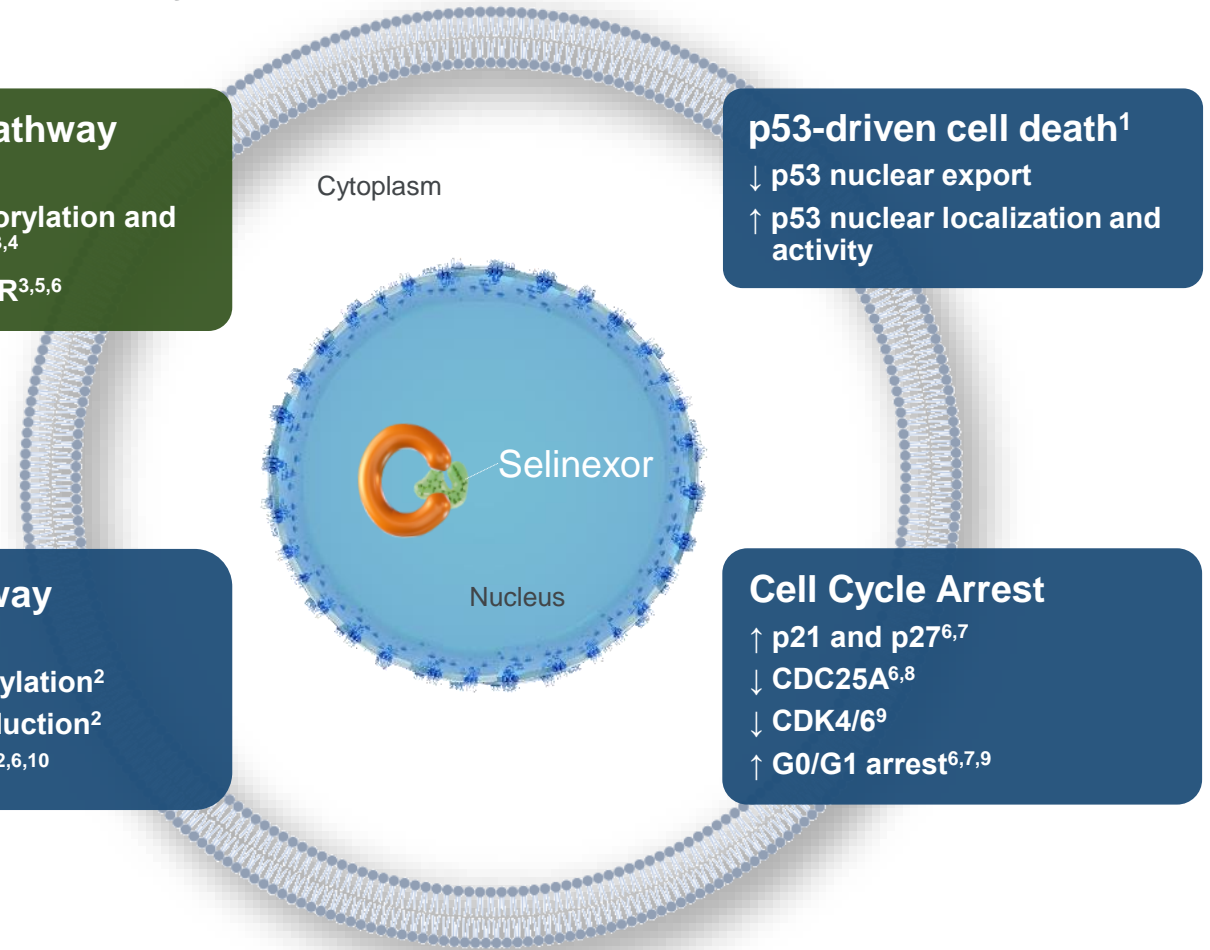 athway
orylation and
3,4
R3,5,6
Cytoplasm
p53-driven cell death1
↓ p53 nuclear export
↑ p53 nuclear localization and
activity
Selinexor
Nucleus
way
ylation2
duction2
2,6,10
Cell Cycle Arrest
↑ p21 and p276,7
↓ CDC25A6,8
↓ CDK4/69
↑ G0/G1 arrest6,7,9